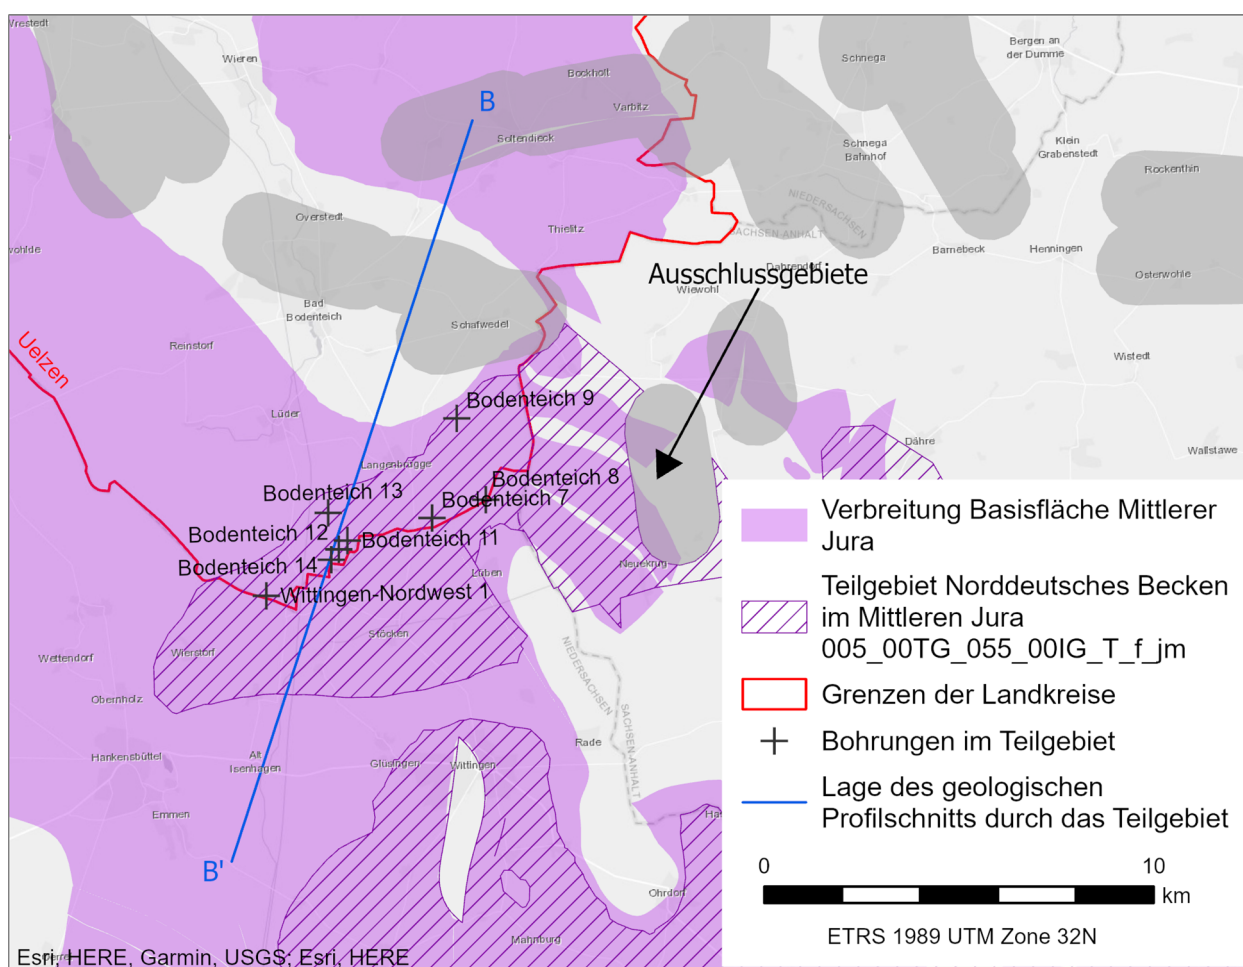 Wieren
Bockholt
Varbitz
B
Soltendieck
Schnega
Bergen an
der Dumme
Schnega
Bahnhof
Klein
Grabenstedt
Rockenthin
NIEDERSACHSEN
SACHSEN-ANHALT
Overstedt
Thielitz
Barnebeck
Henningen
Osterwohle
Dahrendorf
Ausschlussgebiete
Wiewohl
Bad
Bodenteich
Schafwedel
Reinstorf
Uelzen
Wistedt
Lüder
Bodenteich 9
Dähre
Wallstawe
Langenbrügge
Bodenteich 8
Bodenteich 13
Bodenteich 7
Bodenteich 12
Bodenteich 11
Bodenteich 14
Lüben
Neuekrug
Wittingen-Nordwest 1
Stöcken
Wettendorf
Wierstorf
NIEDERSACHSEN
SACHSEN-ANHALT
Obernholz
Hankensbüttel
Alt
Isenhagen
Glüsingen
Wittingen
Rade
Emmen
B'
Ohrdorf
Mahnburg
Verbreitung Basisfläche Mittlerer
Jura
Teilgebiet Norddeutsches Becken
im Mittleren Jura
005_00TG_055_00IG_T_f_jm
Grenzen der Landkreise
Bohrungen im Teilgebiet
Lage des geologischen
Profilschnitts durch das Teilgebiet
0 10
km
ETRS 1989 UTM Zone 32N
Esri, HERE, Garmin, USGS; Esri, HERE